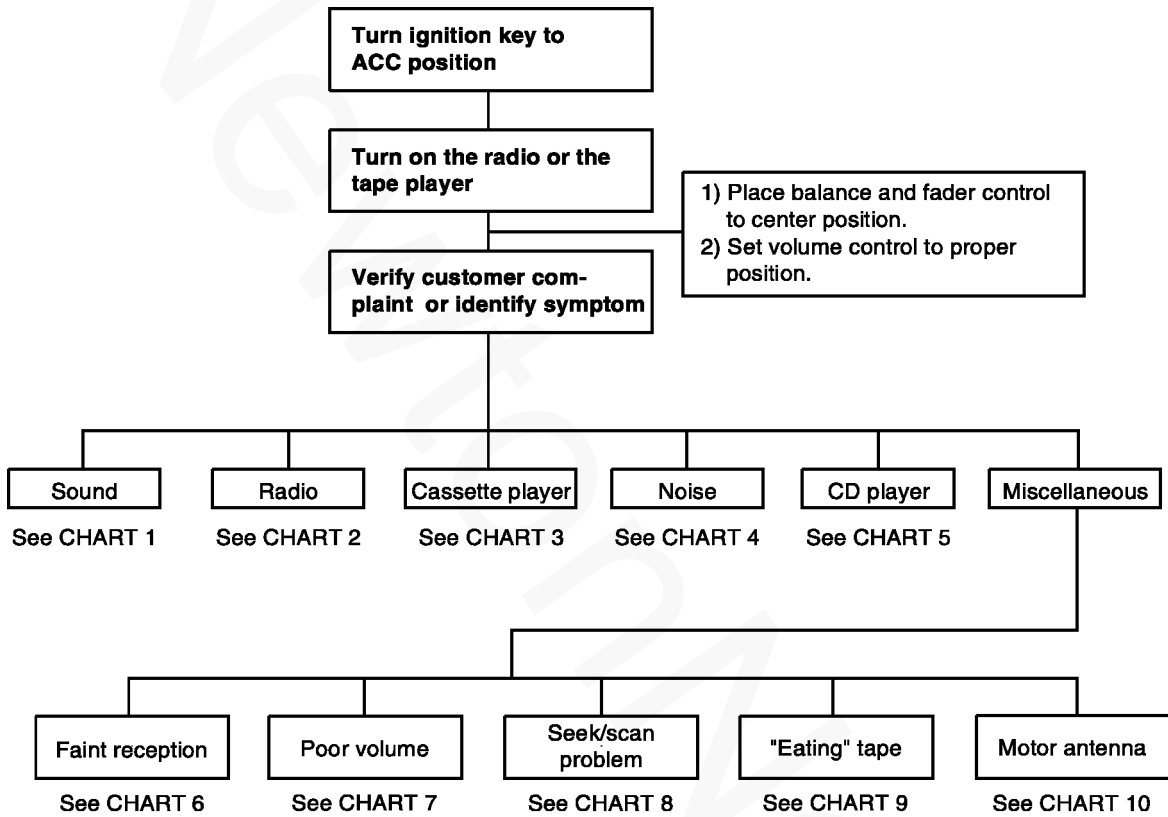 Turn ignition key to
ACC position
Turn on the radio or the
tape player
1) Place balance and fader control
to center position.
2) Set volume control to proper
position.
Verify customer com-
plaint or identify symptom
Sound
Radio
Cassette player
Noise
CD player
Miscellaneous
See CHART 1
See CHART 2
See CHART 3
See CHART 4
See CHART 5
Faint reception
Poor volume
Seek/scan
problem
"Eating" tape
Motor antenna
See CHART 6
See CHART 7
See CHART 8
See CHART 9
See CHART 10